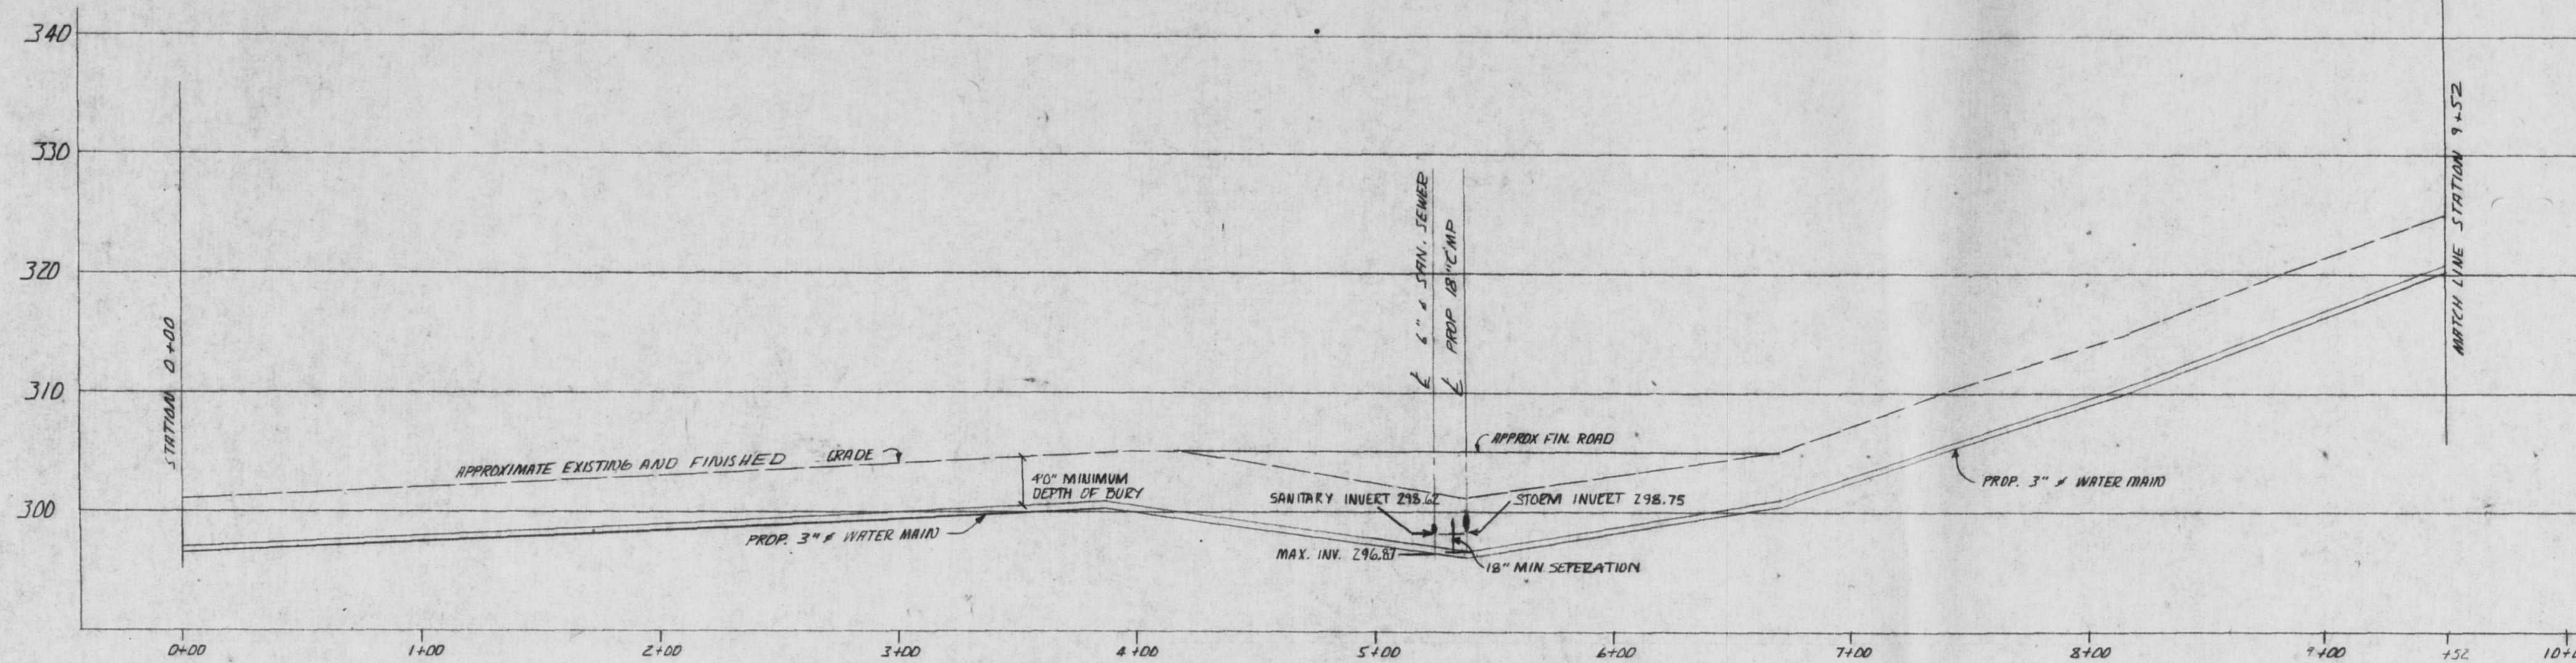 340
330
320
310
300
STATION 0+00
APPROXIMATE EXISTING AND FINISHED GRADE
4'0" MINIMUM
DEPTH OF BURY
PROP. 3" ø WATER MAIN
℄ 6" ø SAN. SEWER
℄ PROP 18" CMP
APPROX FIN. ROAD
SANITARY INVERT 298.62
STORM INVERT 298.75
MAX. INV. 296.87
18" MIN SEPERATION
PROP. 3" ø WATER MAIN
MATCH LINE STATION 9+52
0+00
1+00
2+00
3+00
4+00
5+00
6+00
7+00
8+00
9+00
+52